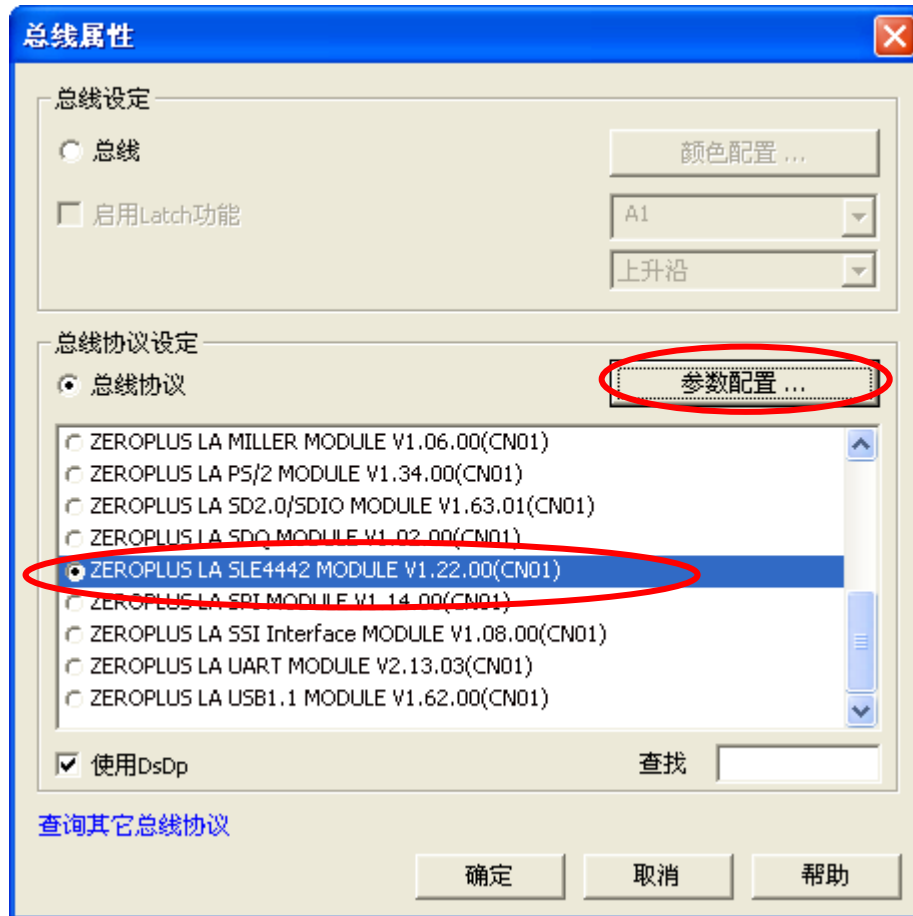 总线属性
总线设定
总线
颜色配置 ...
启用Latch功能
A1
上升沿
总线协议设定
总线协议
参数配置 ...
ZEROPLUS LA MILLER MODULE V1.06.00(CN01)
ZEROPLUS LA PS/2 MODULE V1.34.00(CN01)
ZEROPLUS LA SD2.0/SDIO MODULE V1.63.01(CN01)
ZEROPLUS LA SDQ MODULE V1.02.00(CN01)
ZEROPLUS LA SLE4442 MODULE V1.22.00(CN01)
ZEROPLUS LA SPI MODULE V1.14.00(CN01)
ZEROPLUS LA SSI Interface MODULE V1.08.00(CN01)
ZEROPLUS LA UART MODULE V2.13.03(CN01)
ZEROPLUS LA USB1.1 MODULE V1.62.00(CN01)
使用DsDp
查找
查询其它总线协议
确定
取消
帮助